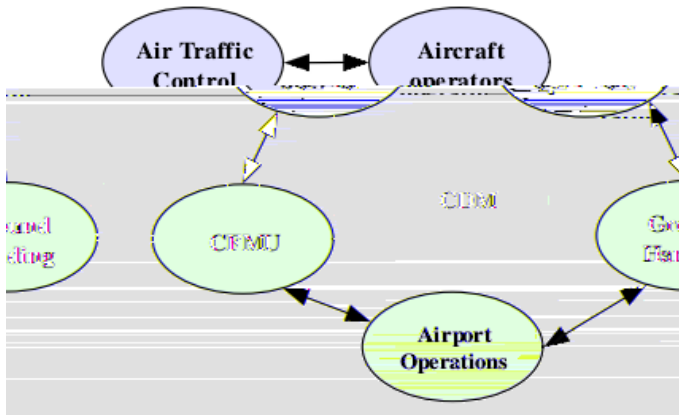 Air Traffic
Control
Aircraft
operators
CDM
CFMU
Airport
Operations